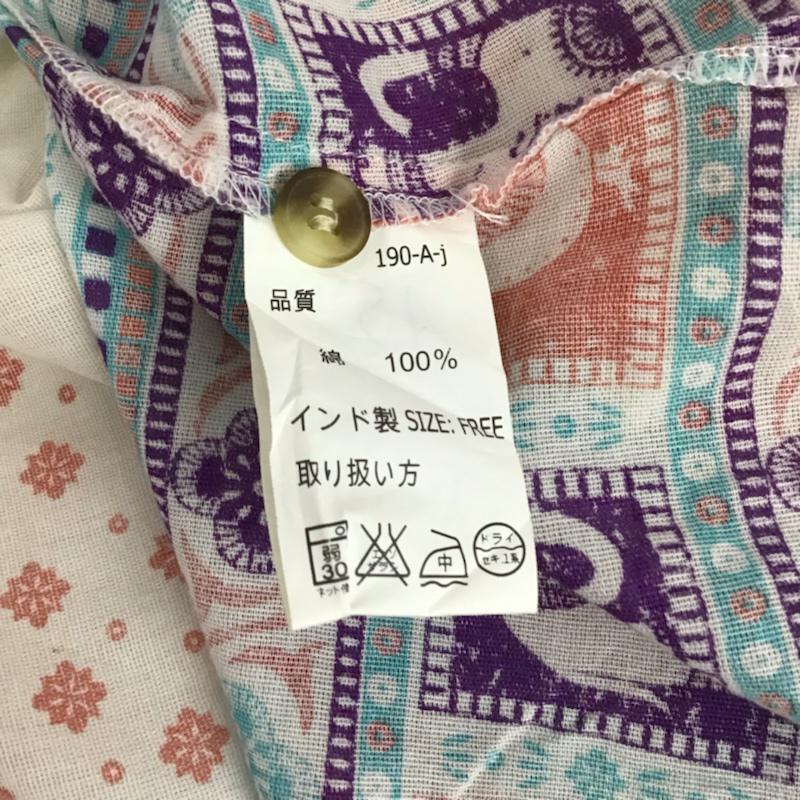 190-A-j
品質
綿 100%
インド製 SIZE: FREE
取り扱い方
弱
30
ネット使
中
ドライ
セキユ系